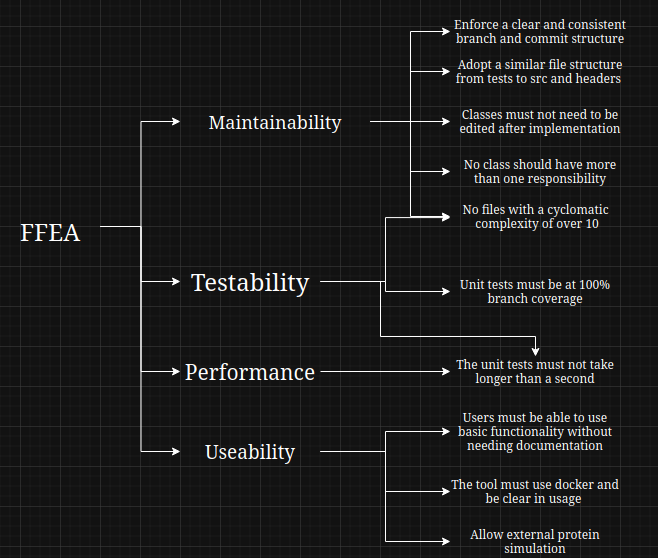 Enforce a clear and consistent
branch and commit structure
Adopt a similar file structure
from tests to src and headers
Maintainability
Classes must not need to be
edited after implementation
No class should have more
than one responsibility
No files with a cyclomatic
complexity of over 10
FFEA
Testability
Unit tests must be at 100%
branch coverage
Performance
The unit tests must not take
longer than a second
Users must be able to use
basic functionality without
needing documentation
Useability
The tool must use docker and
be clear in usage
Allow external protein
simulation